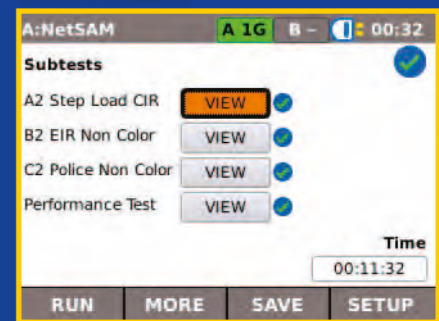 A:NetSAM A 1G B – 00:32
Subtests
A2 Step Load CIR VIEW
B2 EIR Non Color VIEW
C2 Police Non Color VIEW
Performance Test VIEW
Time
00:11:32
RUN MORE SAVE SETUP